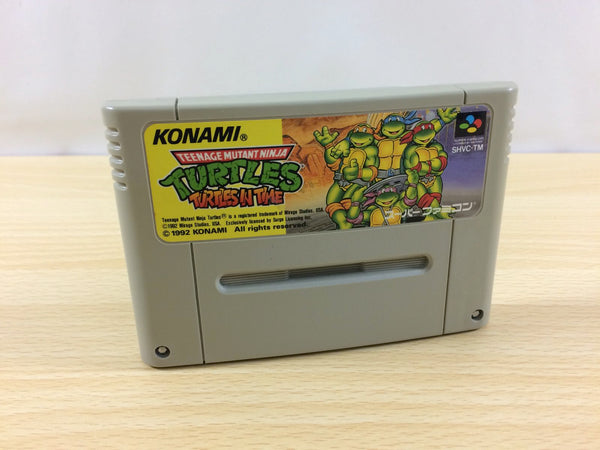 KONAMI®
TEENAGE MUTANT NINJA
TURTLES
TURTLES IN TIME
Teenage Mutant Ninja Turtles® is a registered trademark of Mirage Studios, USA.
©1992 Mirage Studios, USA. Exclusively licensed by Surge Licensing Inc.
©1992 KONAMI All rights reserved.
SHVC-TM
スーパーファミコン